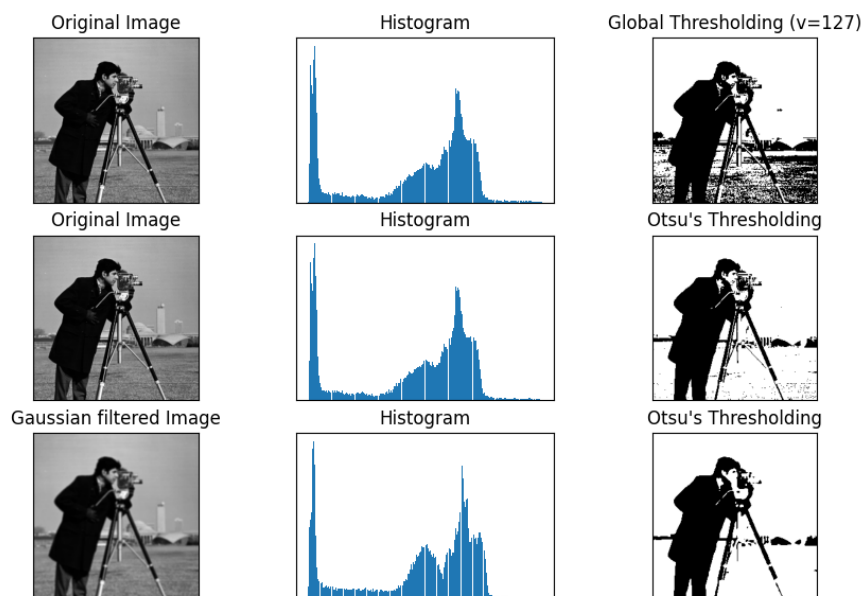 Original Image
Histogram
Global Thresholding (v=127)
Original Image
Histogram
Otsu's Thresholding
Gaussian filtered Image
Histogram
Otsu's Thresholding